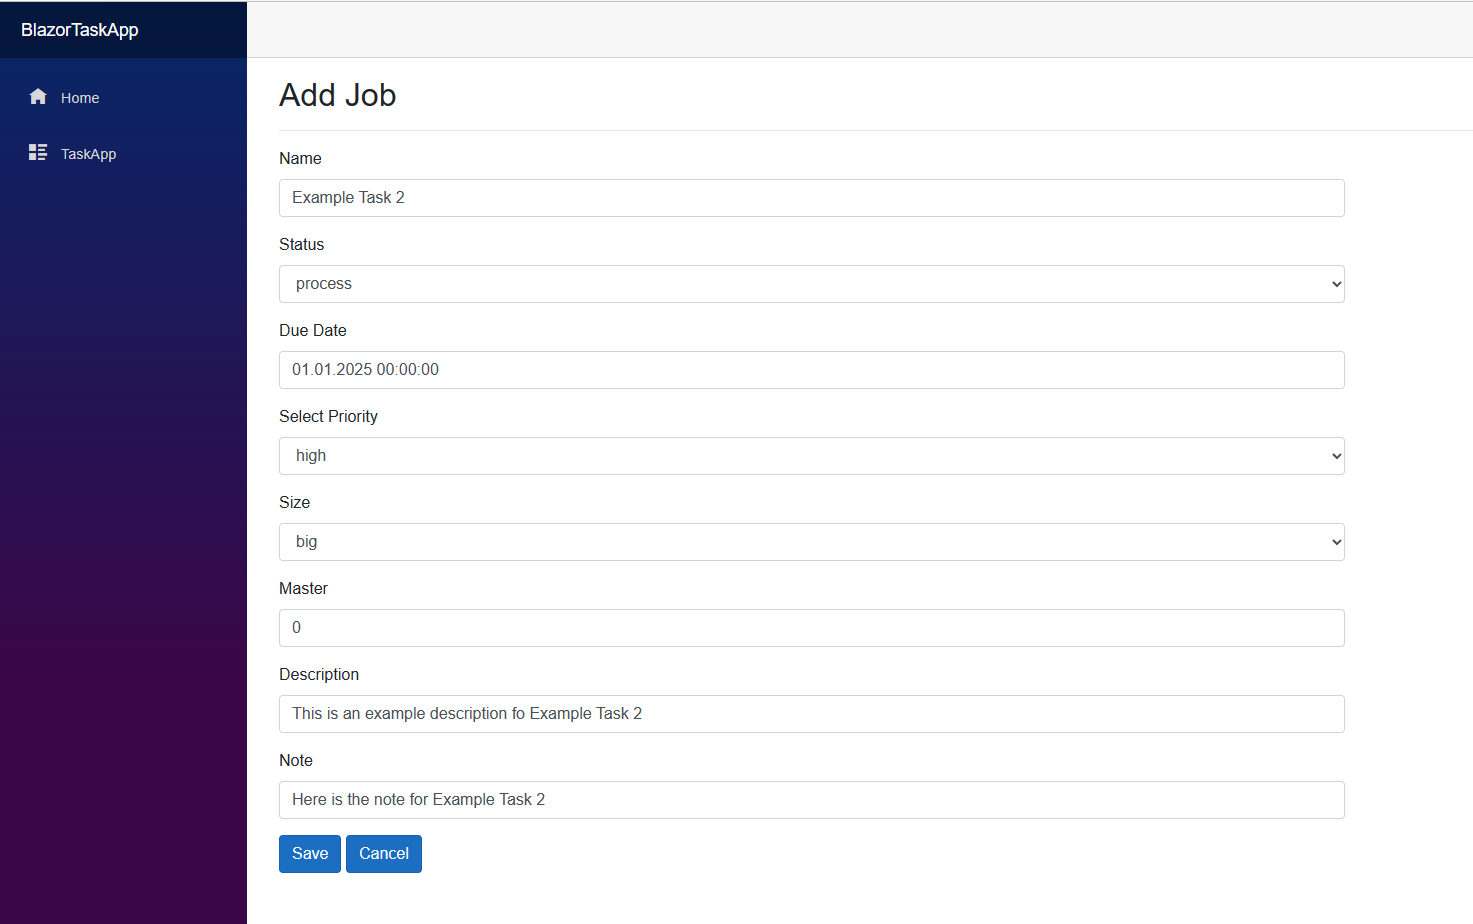 BlazorTaskApp
Home
TaskApp
Add Job
Name
Example Task 2
Status
process
Due Date
01.01.2025 00:00:00
Select Priority
high
Size
big
Master
0
Description
This is an example description fo Example Task 2
Note
Here is the note for Example Task 2
Save Cancel